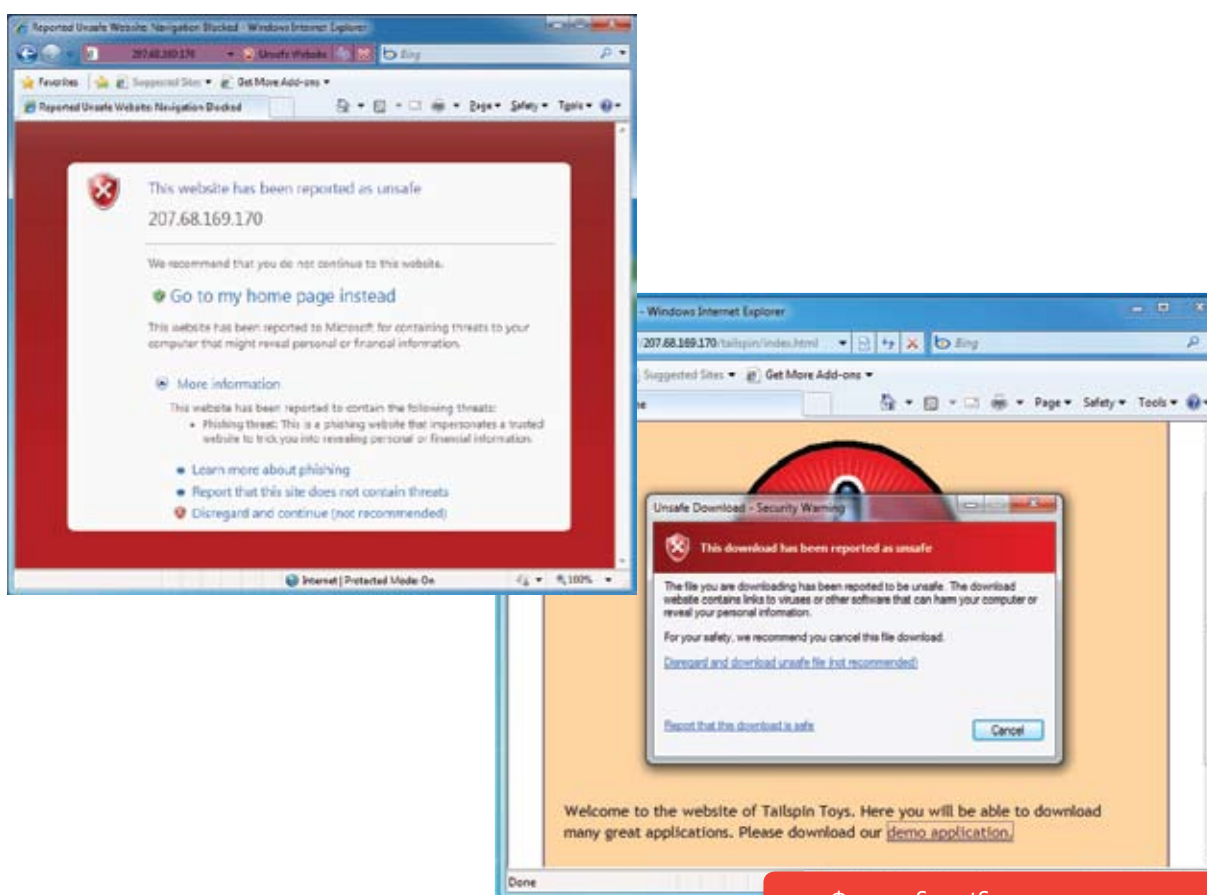 Reported Unsafe Website: Navigation Blocked - Windows Internet Explorer
207.68.169.170
Unsafe Website
Bing
Favorites
Suggested Sites
Get More Add-ons
Reported Unsafe Website: Navigation Blocked
Page
Safety
Tools
This website has been reported as unsafe
207.68.169.170
We recommend that you do not continue to this website.
Go to my home page instead
This website has been reported to Microsoft for containing threats to your
computer that might reveal personal or financial information.
More information
This website has been reported to contain the following threats:
• Phishing threat: This is a phishing website that impersonates a trusted
website to trick you into revealing personal or financial information.
Learn more about phishing
Report that this site does not contain threats
Disregard and continue (not recommended)
Internet | Protected Mode: On
100%
- Windows Internet Explorer
207.68.169.170/tailspin/index.html
Bing
Suggested Sites
Get More Add-ons
Page
Safety
Tools
Unsafe Download - Security Warning
This download has been reported as unsafe
The file you are downloading has been reported to be unsafe. The download
website contains links to viruses or other software that can harm your computer or
reveal your personal information.
For your safety, we recommend you cancel this file download.
Disregard and download unsafe file (not recommended)
Report that this download is safe
Cancel
Welcome to the website of Tailspin Toys. Here you will be able to download
many great applications. Please download our demo application.
Done